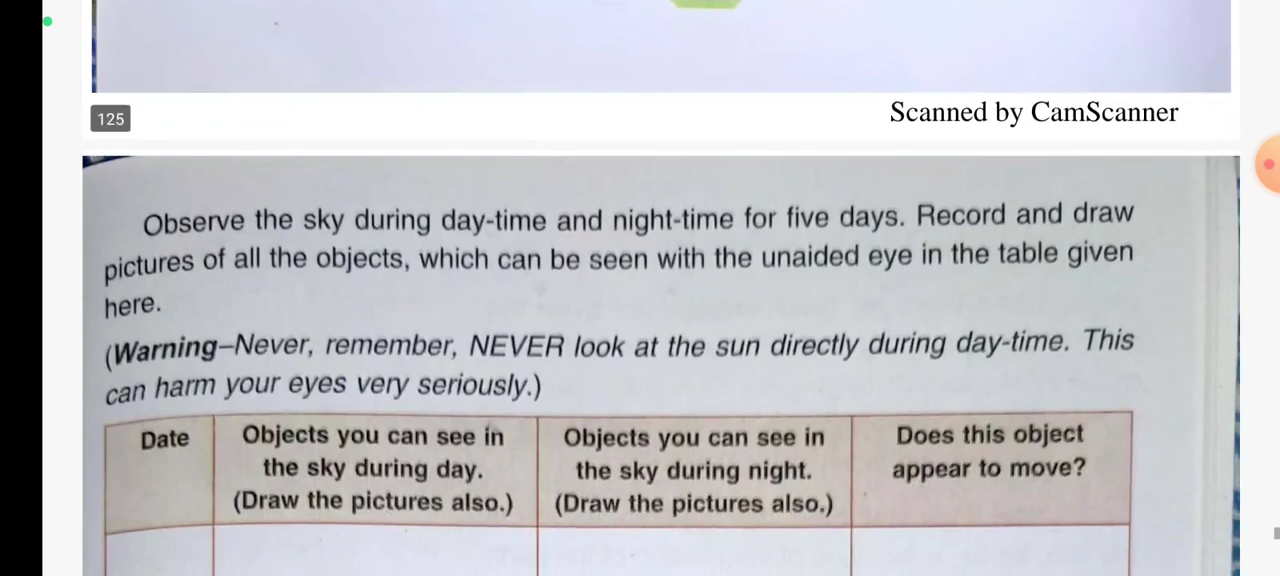 125
Scanned by CamScanner
Observe the sky during day-time and night-time for five days. Record and draw
pictures of all the objects, which can be seen with the unaided eye in the table given
here.
(Warning–Never, remember, NEVER look at the sun directly during day-time. This
can harm your eyes very seriously.)
Date
Objects you can see in
the sky during day.
(Draw the pictures also.)
Objects you can see in
the sky during night.
(Draw the pictures also.)
Does this object
appear to move?